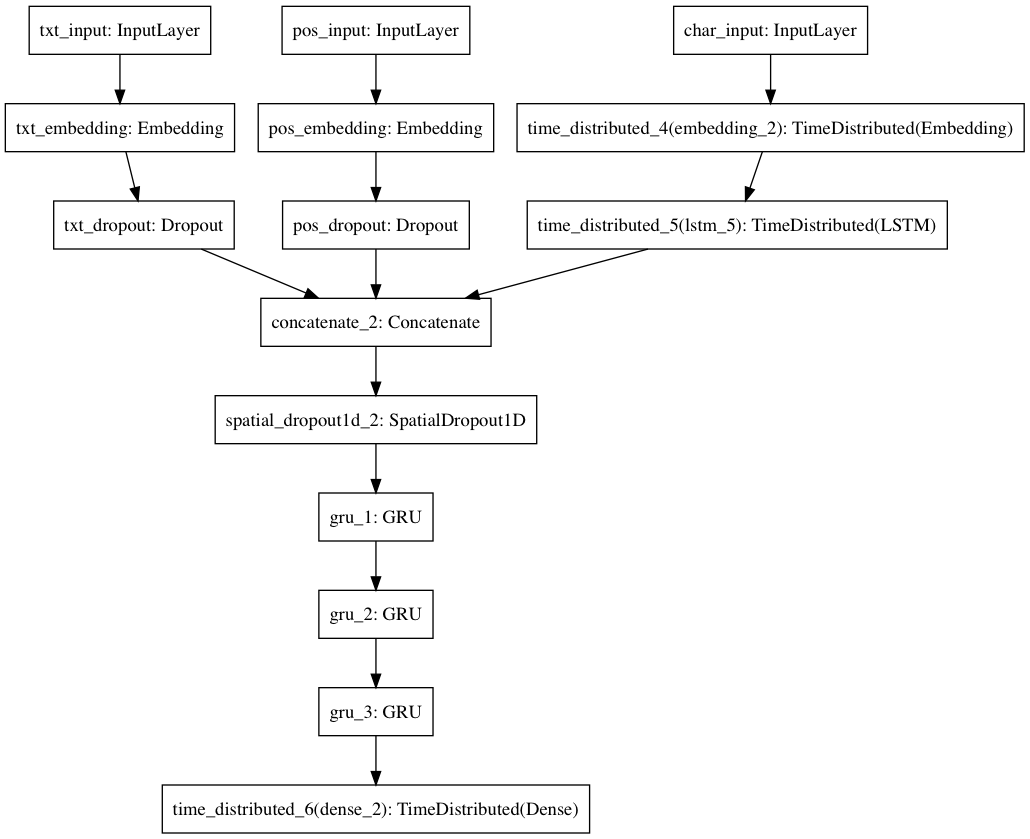 txt_input: InputLayer
pos_input: InputLayer
char_input: InputLayer
txt_embedding: Embedding
pos_embedding: Embedding
time_distributed_4(embedding_2): TimeDistributed(Embedding)
txt_dropout: Dropout
pos_dropout: Dropout
time_distributed_5(lstm_5): TimeDistributed(LSTM)
concatenate_2: Concatenate
spatial_dropout1d_2: SpatialDropout1D
gru_1: GRU
gru_2: GRU
gru_3: GRU
time_distributed_6(dense_2): TimeDistributed(Dense)